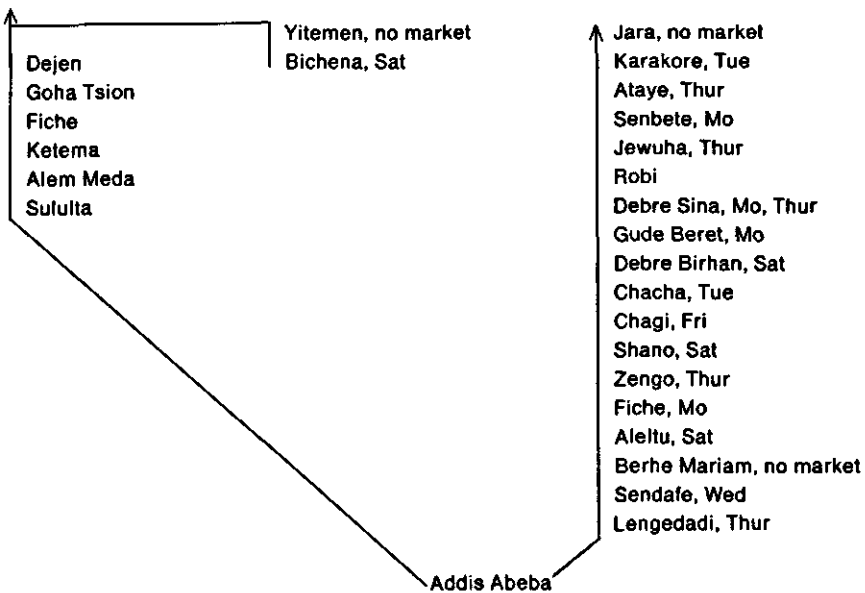 Yitemen, no market
Bichena, Sat
Dejen
Goha Tsion
Fiche
Ketema
Alem Meda
Sululta
Jara, no market
Karakore, Tue
Ataye, Thur
Senbete, Mo
Jewuha, Thur
Robi
Debre Sina, Mo, Thur
Gude Beret, Mo
Debre Birhan, Sat
Chacha, Tue
Chagi, Fri
Shano, Sat
Zengo, Thur
Fiche, Mo
Aleltu, Sat
Berhe Mariam, no market
Sendafe, Wed
Lengedadi, Thur
Addis Abeba